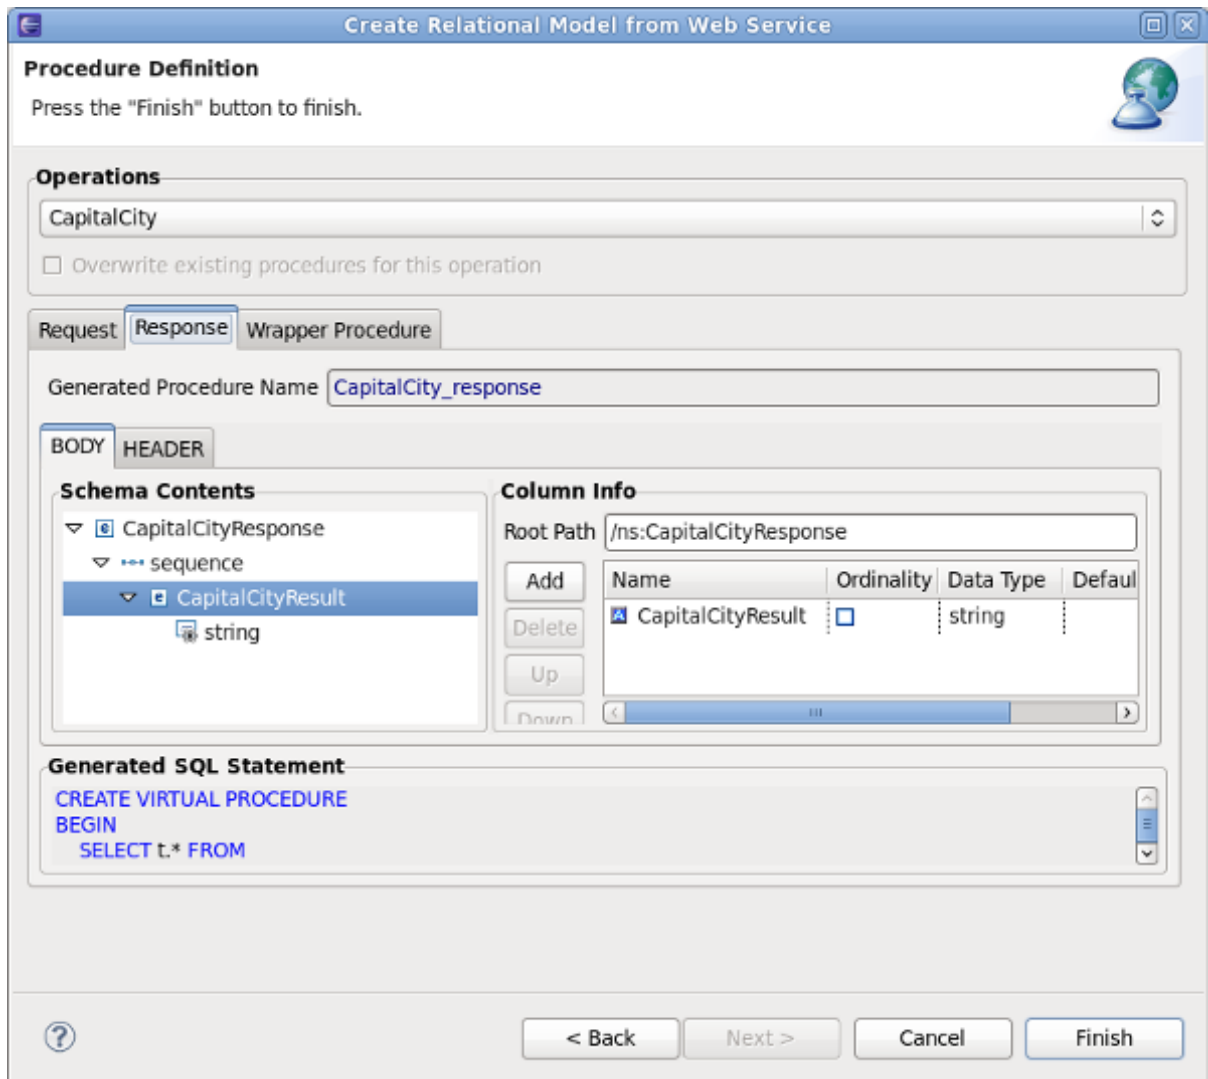 Create Relational Model from Web Service
Procedure Definition
Press the "Finish" button to finish.
Operations
CapitalCity
Overwrite existing procedures for this operation
Request Response Wrapper Procedure
Generated Procedure Name CapitalCity_response
BODY HEADER
Schema Contents
CapitalCityResponse
sequence
CapitalCityResult
string
Column Info
Root Path /ns:CapitalCityResponse
Add
Delete
Up
Down
Name Ordinality Data Type Defaul
CapitalCityResult string
Generated SQL Statement
CREATE VIRTUAL PROCEDURE
BEGIN
SELECT t.* FROM
< Back Next > Cancel Finish